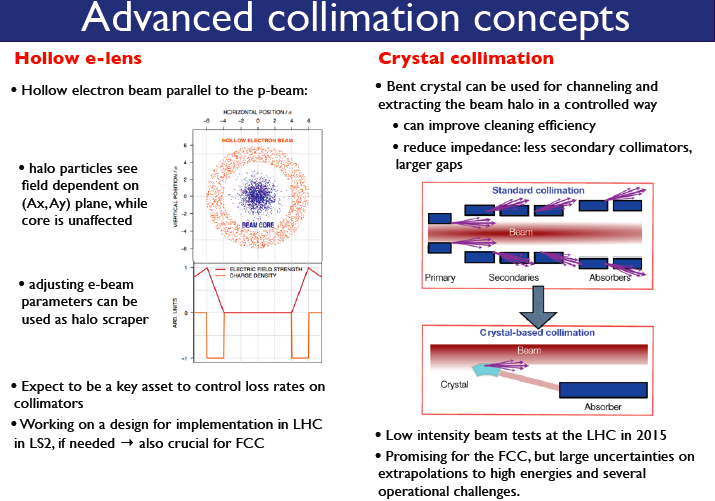 Advanced collimation concepts
Hollow e-lens
• Hollow electron beam parallel to the p-beam:
HORIZONTAL POSITION / σ
-6 -4 -2 0 2 4 6
HOLLOW ELECTRON BEAM
BEAM CORE
VERTICAL POSITION / σ
6
4
2
0
-2
-4
-6
• halo particles see
field dependent on
(Ax, Ay) plane, while
core is unaffected
ELECTRIC FIELD STRENGTH
CHARGE DENSITY
ARB. UNITS
1
0
-1
• adjusting e-beam
parameters can be
used as halo scraper
• Expect to be a key asset to control loss rates on
collimators
• Working on a design for implementation in LHC
in LS2, if needed → also crucial for FCC
Crystal collimation
• Bent crystal can be used for channeling and
extracting the beam halo in a controlled way
• can improve cleaning efficiency
• reduce impedance: less secondary collimators,
larger gaps
Standard collimation
Beam
Primary Secondaries Absorbers
Crystal-based collimation
Beam
Crystal
Absorber
• Low intensity beam tests at the LHC in 2015
• Promising for the FCC, but large uncertainties on
extrapolations to high energies and several
operational challenges.